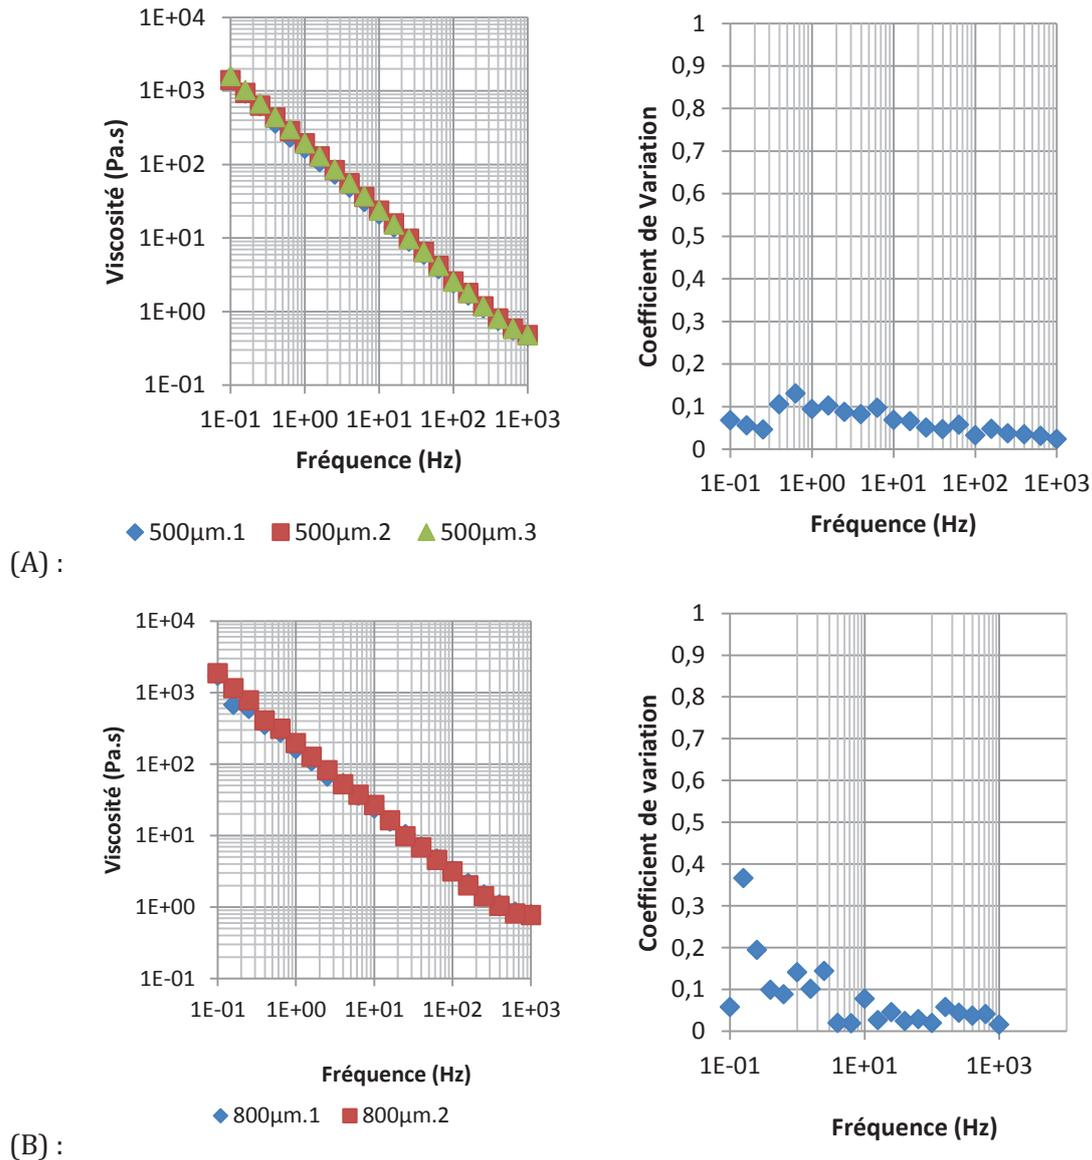 1E+04
1E+03
1E+02
1E+01
1E+00
1E-01
Viscosité (Pa.s)
1E-01 1E+00 1E+01 1E+02 1E+03
Fréquence (Hz)
500µm.1 500µm.2 500µm.3
1
0,9
0,8
0,7
0,6
0,5
0,4
0,3
0,2
0,1
0
Coefficient de Variation
1E-01 1E+00 1E+01 1E+02 1E+03
Fréquence (Hz)
(A) :
1E+04
1E+03
1E+02
1E+01
1E+00
1E-01
Viscosité (Pa.s)
1E-01 1E+00 1E+01 1E+02 1E+03
Fréquence (Hz)
800µm.1 800µm.2
1
0,9
0,8
0,7
0,6
0,5
0,4
0,3
0,2
0,1
0
Coefficient de variation
1E-01 1E+01 1E+03
Fréquence (Hz)
(B) :